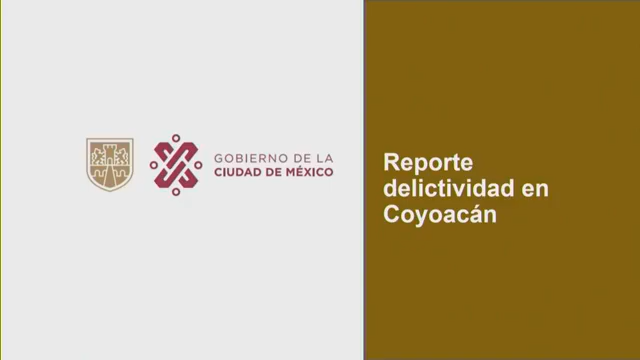 GOBIERNO DE LA
CIUDAD DE MÉXICO
Reporte
delictividad en
Coyoacán